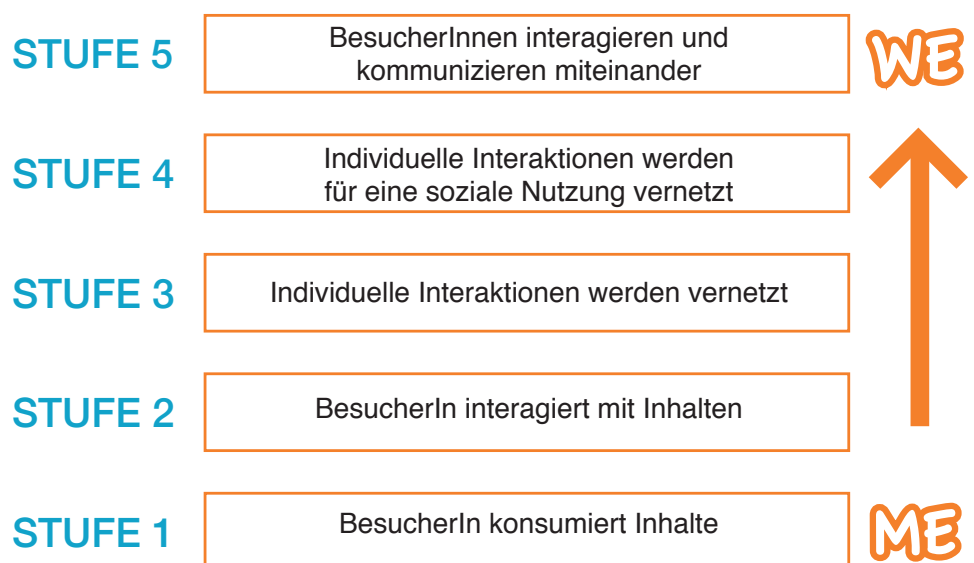 STUFE 5
BesucherInnen interagieren und
kommunizieren miteinander
WE
STUFE 4
Individuelle Interaktionen werden
für eine soziale Nutzung vernetzt
STUFE 3
Individuelle Interaktionen werden vernetzt
STUFE 2
BesucherIn interagiert mit Inhalten
STUFE 1
BesucherIn konsumiert Inhalte
ME